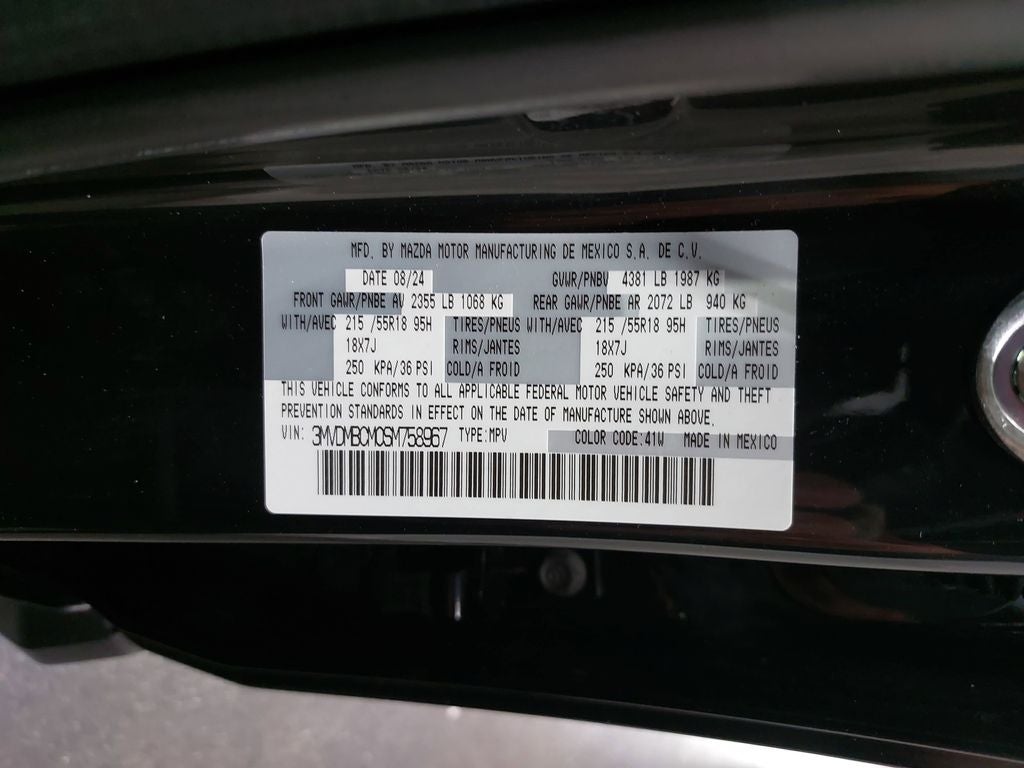 MFD. BY MAZDA MOTOR MANUFACTURING DE MEXICO S.A. DE C.V.
DATE 08/24 GVWR/PNBV 4381 LB 1987 KG
FRONT GAWR/PNBE AV 2355 LB 1068 KG REAR GAWR/PNBE AR 2072 LB 940 KG
WITH/AVEC 215 /55R18 95H TIRES/PNEUS WITH/AVEC 215 /55R18 95H TIRES/PNEUS
18X7J RIMS/JANTES 18X7J RIMS/JANTES
250 KPA/36 PSI COLD/A FROID 250 KPA/36 PSI COLD/A FROID
THIS VEHICLE CONFORMS TO ALL APPLICABLE FEDERAL MOTOR VEHICLE SAFETY AND THEFT
PREVENTION STANDARDS IN EFFECT ON THE DATE OF MANUFACTURE SHOWN ABOVE.
VIN: 3MVDMBCM0SM758967 TYPE:MPV COLOR CODE:41W MADE IN MEXICO